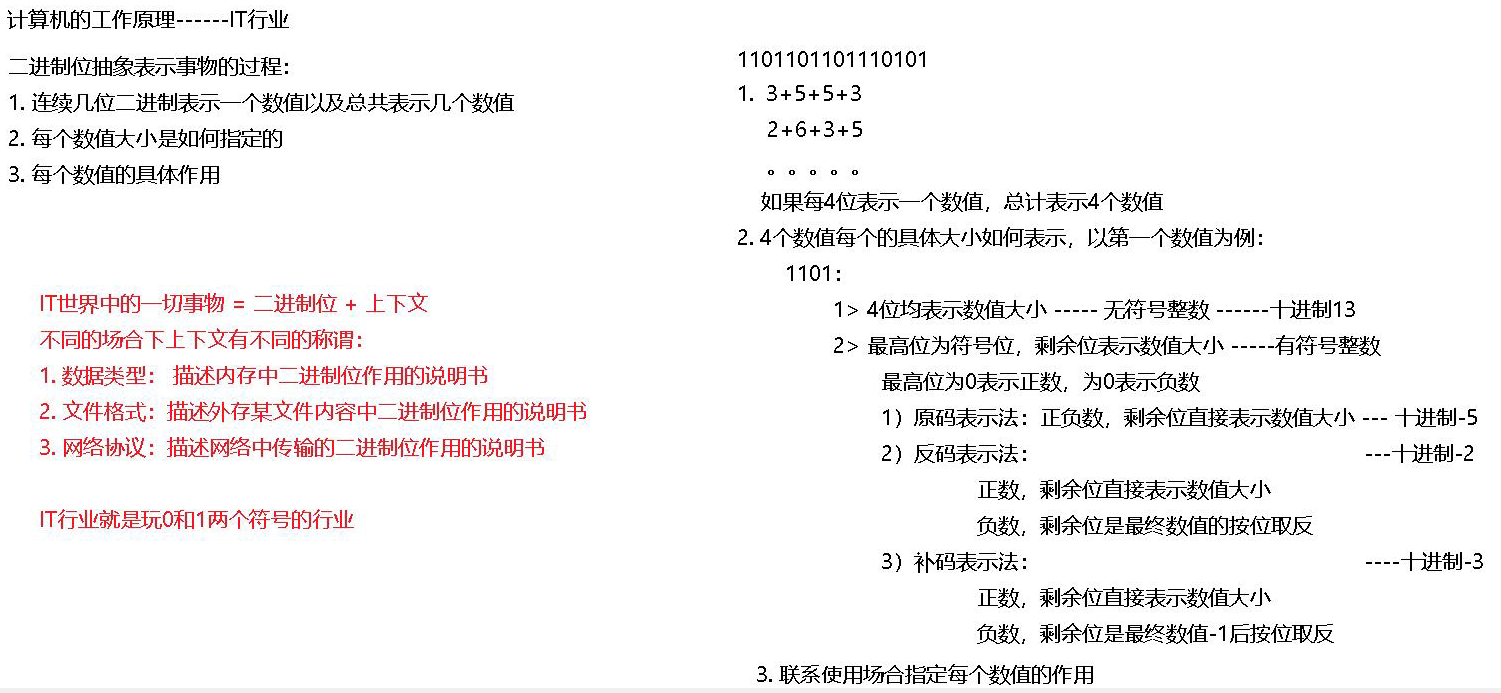 计算机的工作原理------IT行业
二进制位抽象表示事物的过程：
1. 连续几位二进制表示一个数值以及总共表示几个数值
2. 每个数值大小是如何指定的
3. 每个数值的具体作用
IT世界中的一切事物 = 二进制位 + 上下文
不同的场合下上下文有不同的称谓：
1. 数据类型： 描述内存中二进制位作用的说明书
2. 文件格式：描述外存某文件内容中二进制位作用的说明书
3. 网络协议：描述网络中传输的二进制位作用的说明书
IT行业就是玩0和1两个符号的行业
1101101101110101
1. 3+5+5+3
2+6+3+5
。。。。。
如果每4位表示一个数值，总计表示4个数值
2. 4个数值每个的具体大小如何表示，以第一个数值为例：
1101：
1> 4位均表示数值大小 ----- 无符号整数 ------十进制13
2> 最高位为符号位，剩余位表示数值大小 -----有符号整数
最高位为0表示正数，为0表示负数
1）原码表示法：正负数，剩余位直接表示数值大小 --- 十进制-5
2）反码表示法： ---十进制-2
正数，剩余位直接表示数值大小
负数，剩余位是最终数值的按位取反
3）补码表示法： ----十进制-3
正数，剩余位直接表示数值大小
负数，剩余位是最终数值-1后按位取反
3. 联系使用场合指定每个数值的作用